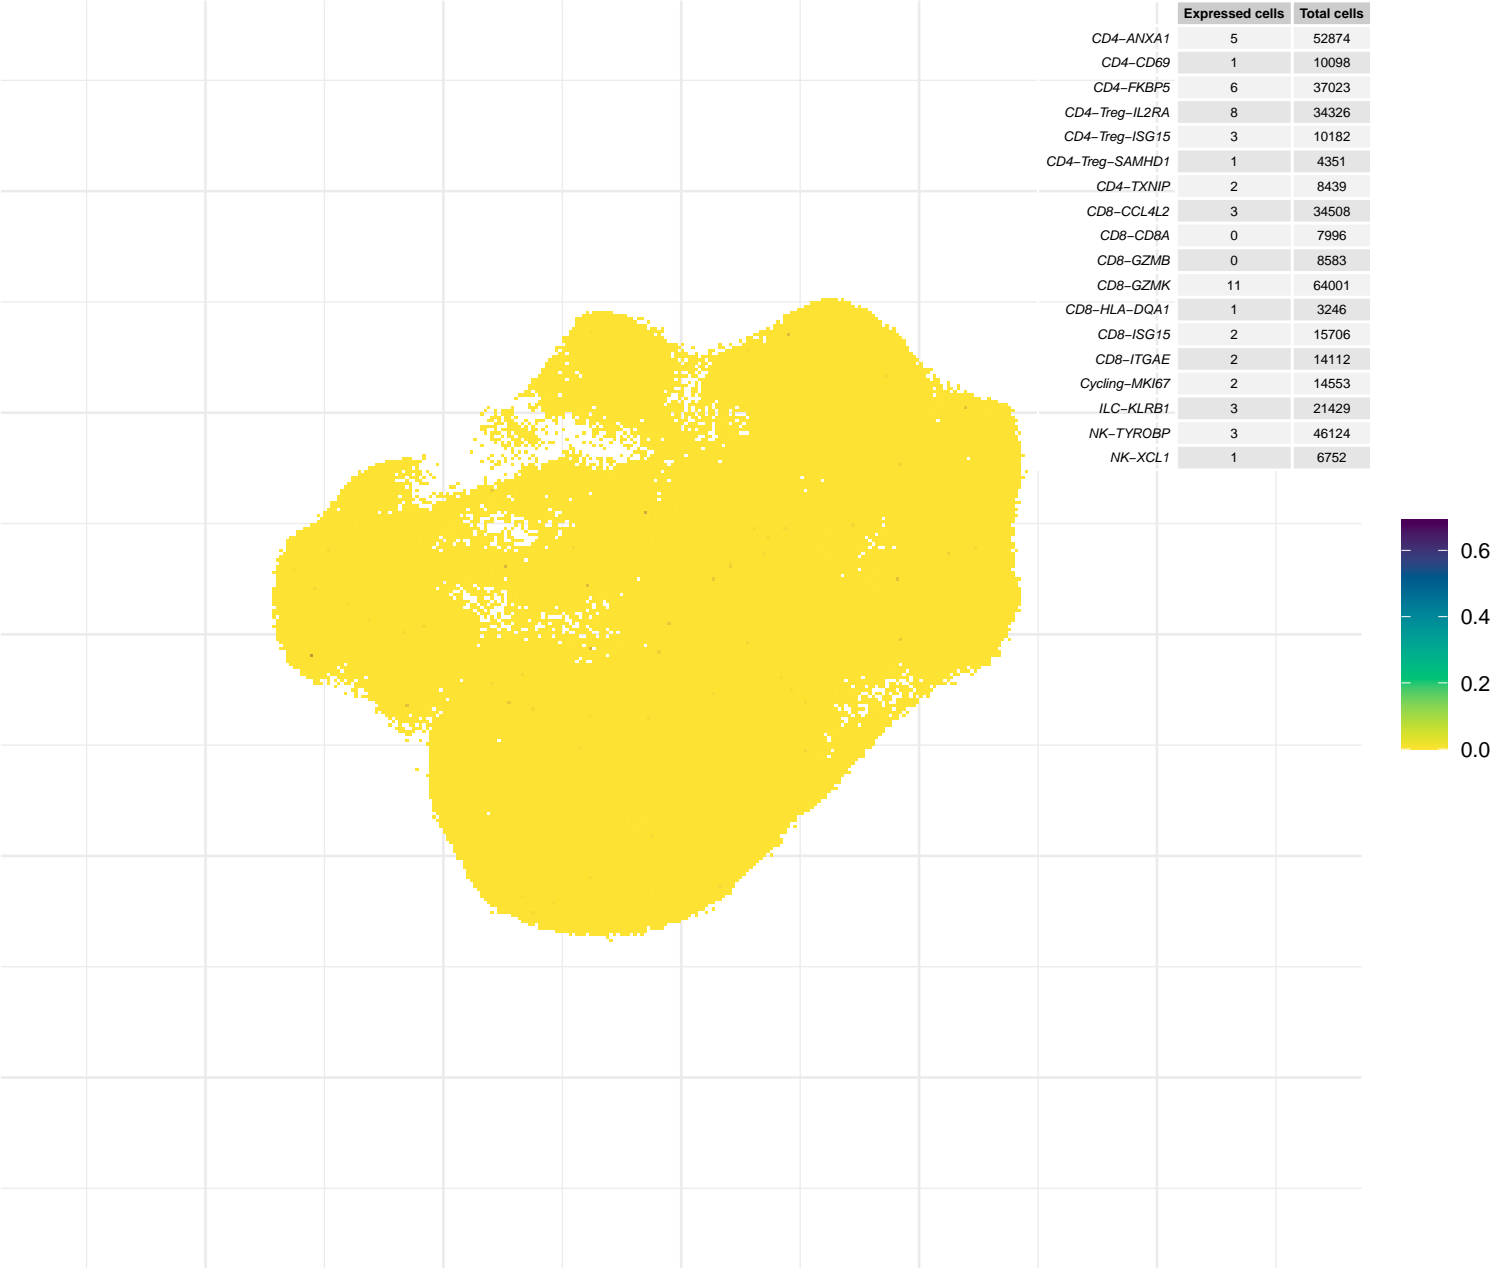 Expressed cells Total cells
CD4−ANXA1 5 52874
CD4−CD69 1 10098
CD4−FKBP5 6 37023
CD4−Treg−IL2RA 8 34326
CD4−Treg−ISG15 3 10182
CD4−Treg−SAMHD1 1 4351
CD4−TXNIP 2 8439
CD8−CCL4L2 3 34508
CD8−CD8A 0 7996
CD8−GZMB 0 8583
CD8−GZMK 11 64001
CD8−HLA−DQA1 1 3246
CD8−ISG15 2 15706
CD8−ITGAE 2 14112
Cycling−MKI67 2 14553
ILC−KLRB1 3 21429
NK−TYROBP 3 46124
NK−XCL1 1 6752
0.6
0.4
0.2
0.0